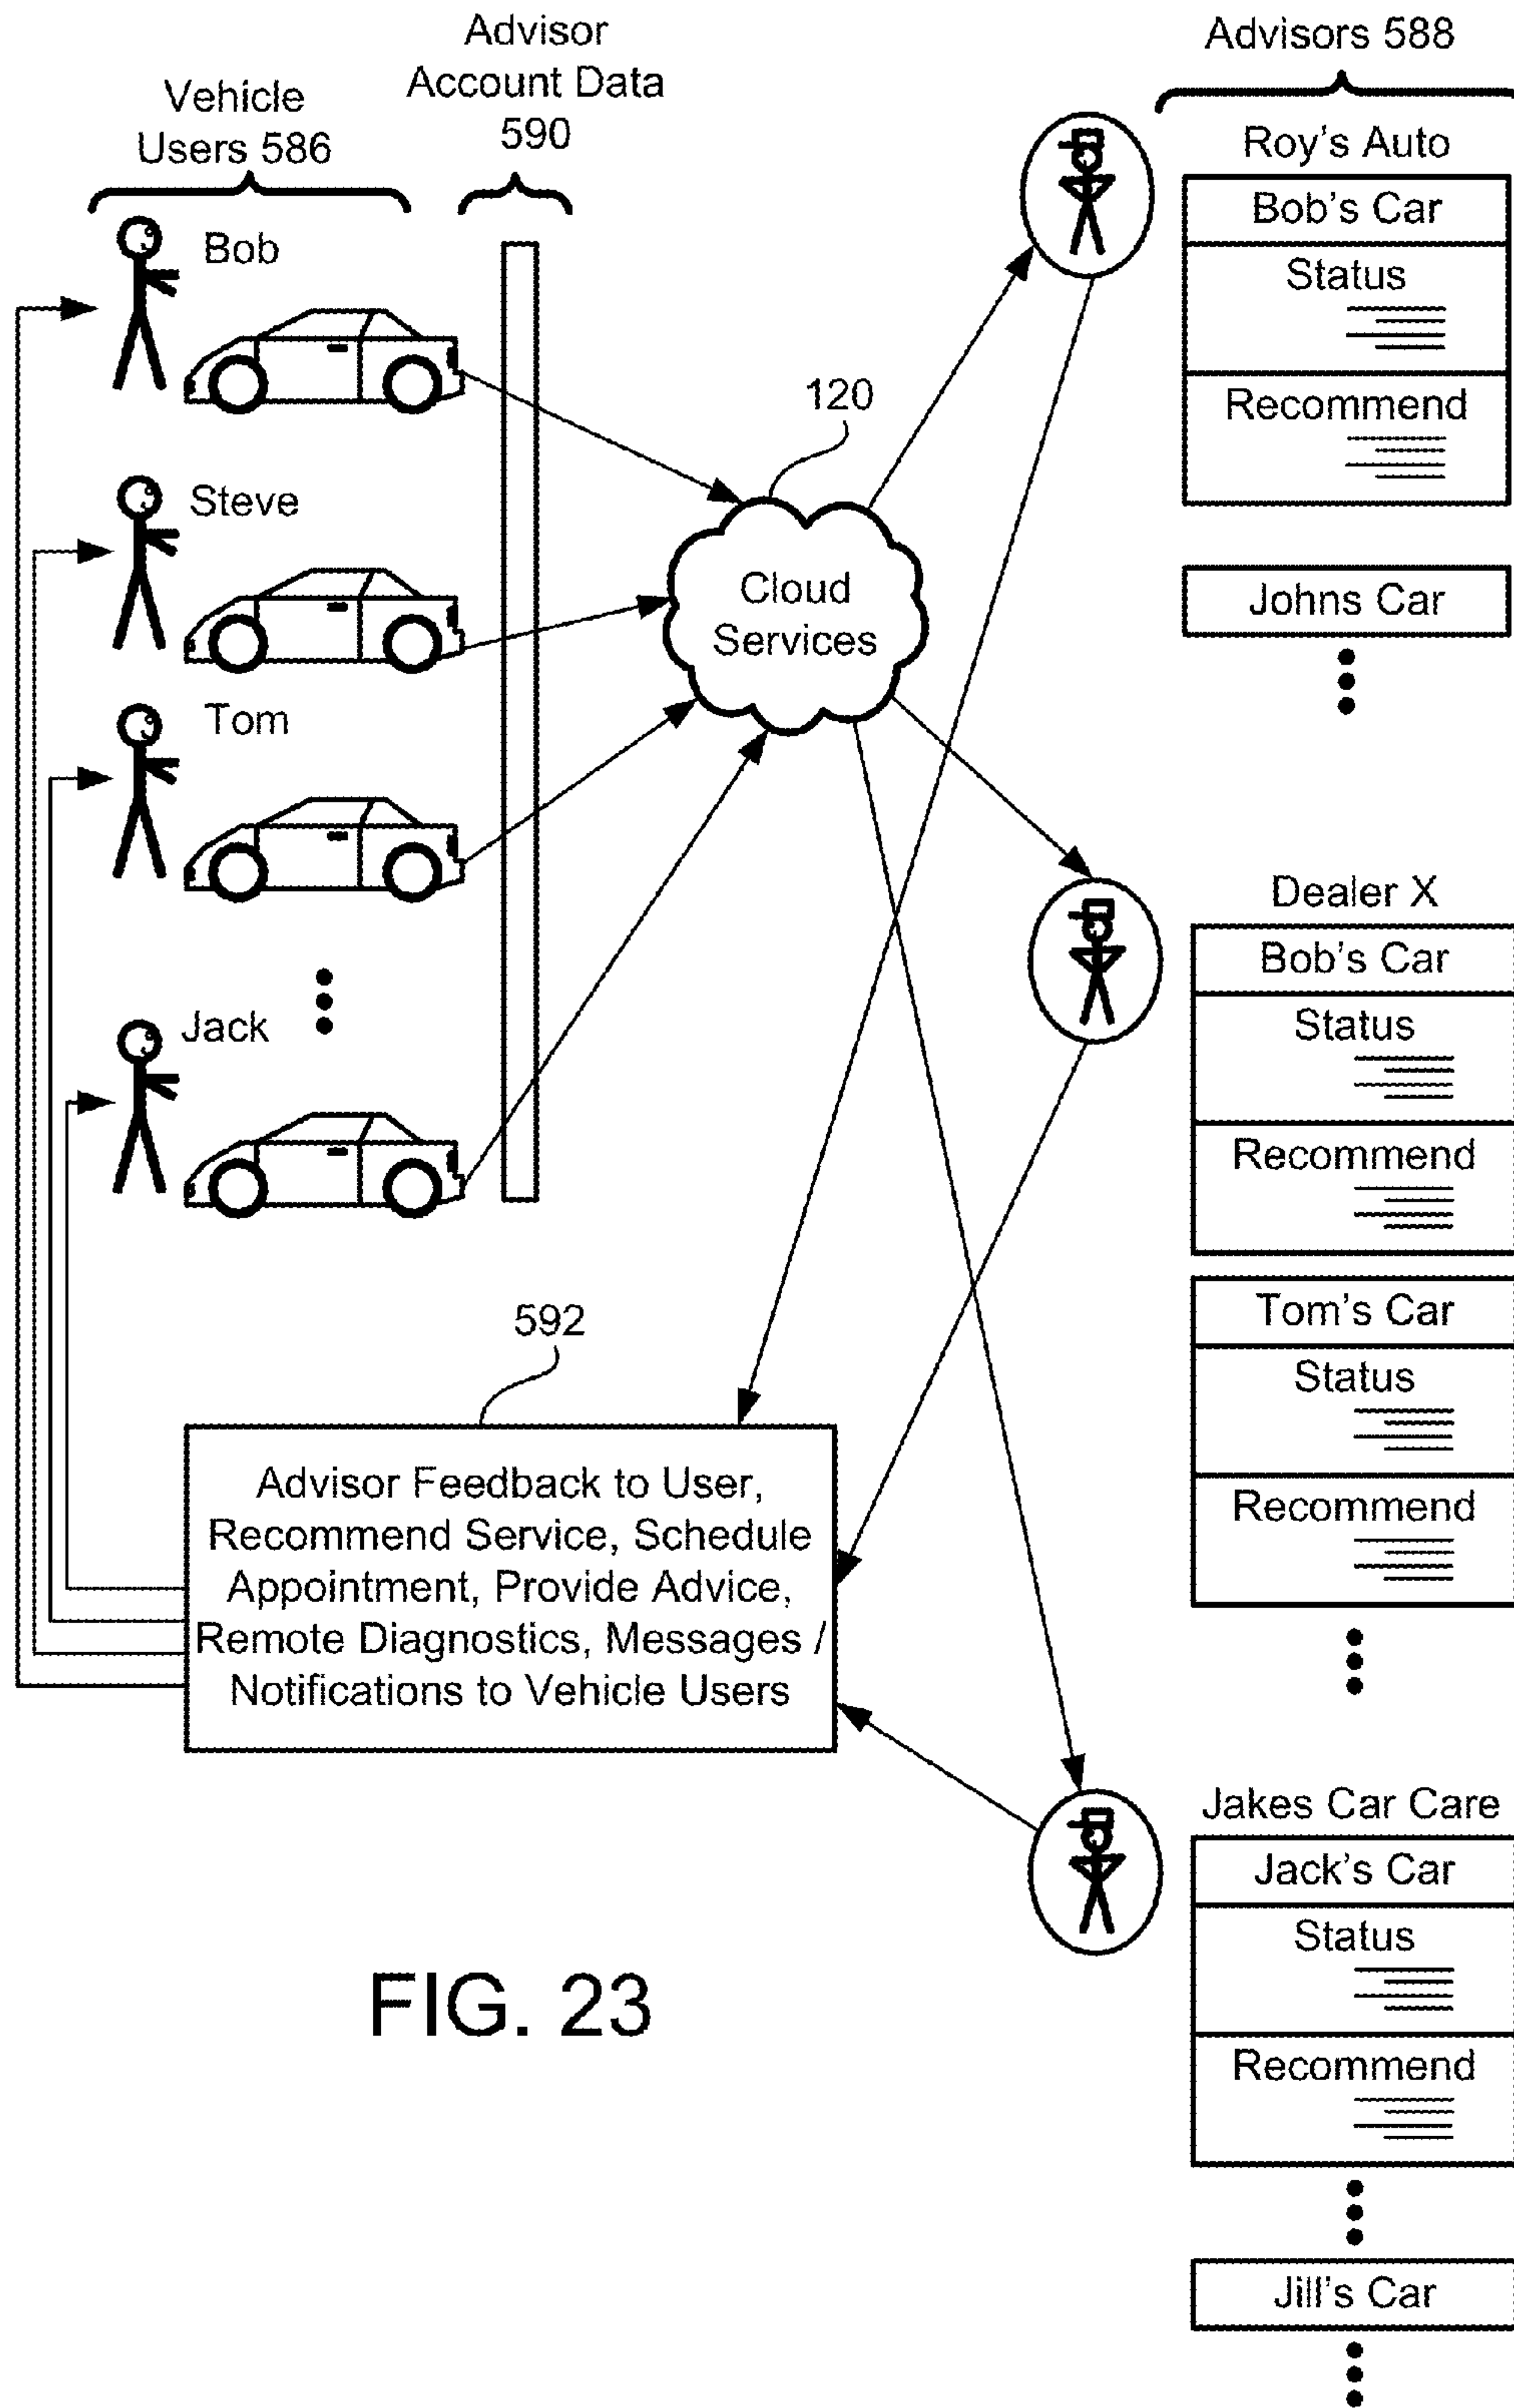 Vehicle
Users 586
Advisor
Account Data
590
Advisors 588
Bob
Steve
Tom
Jack
120
Cloud
Services
Roy's Auto
Bob's Car
Status
Recommend
Johns Car
Dealer X
Bob's Car
Status
Recommend
Tom's Car
Status
Recommend
Jakes Car Care
Jack's Car
Status
Recommend
Jill's Car
592
Advisor Feedback to User,
Recommend Service, Schedule
Appointment, Provide Advice,
Remote Diagnostics, Messages /
Notifications to Vehicle Users
FIG. 23